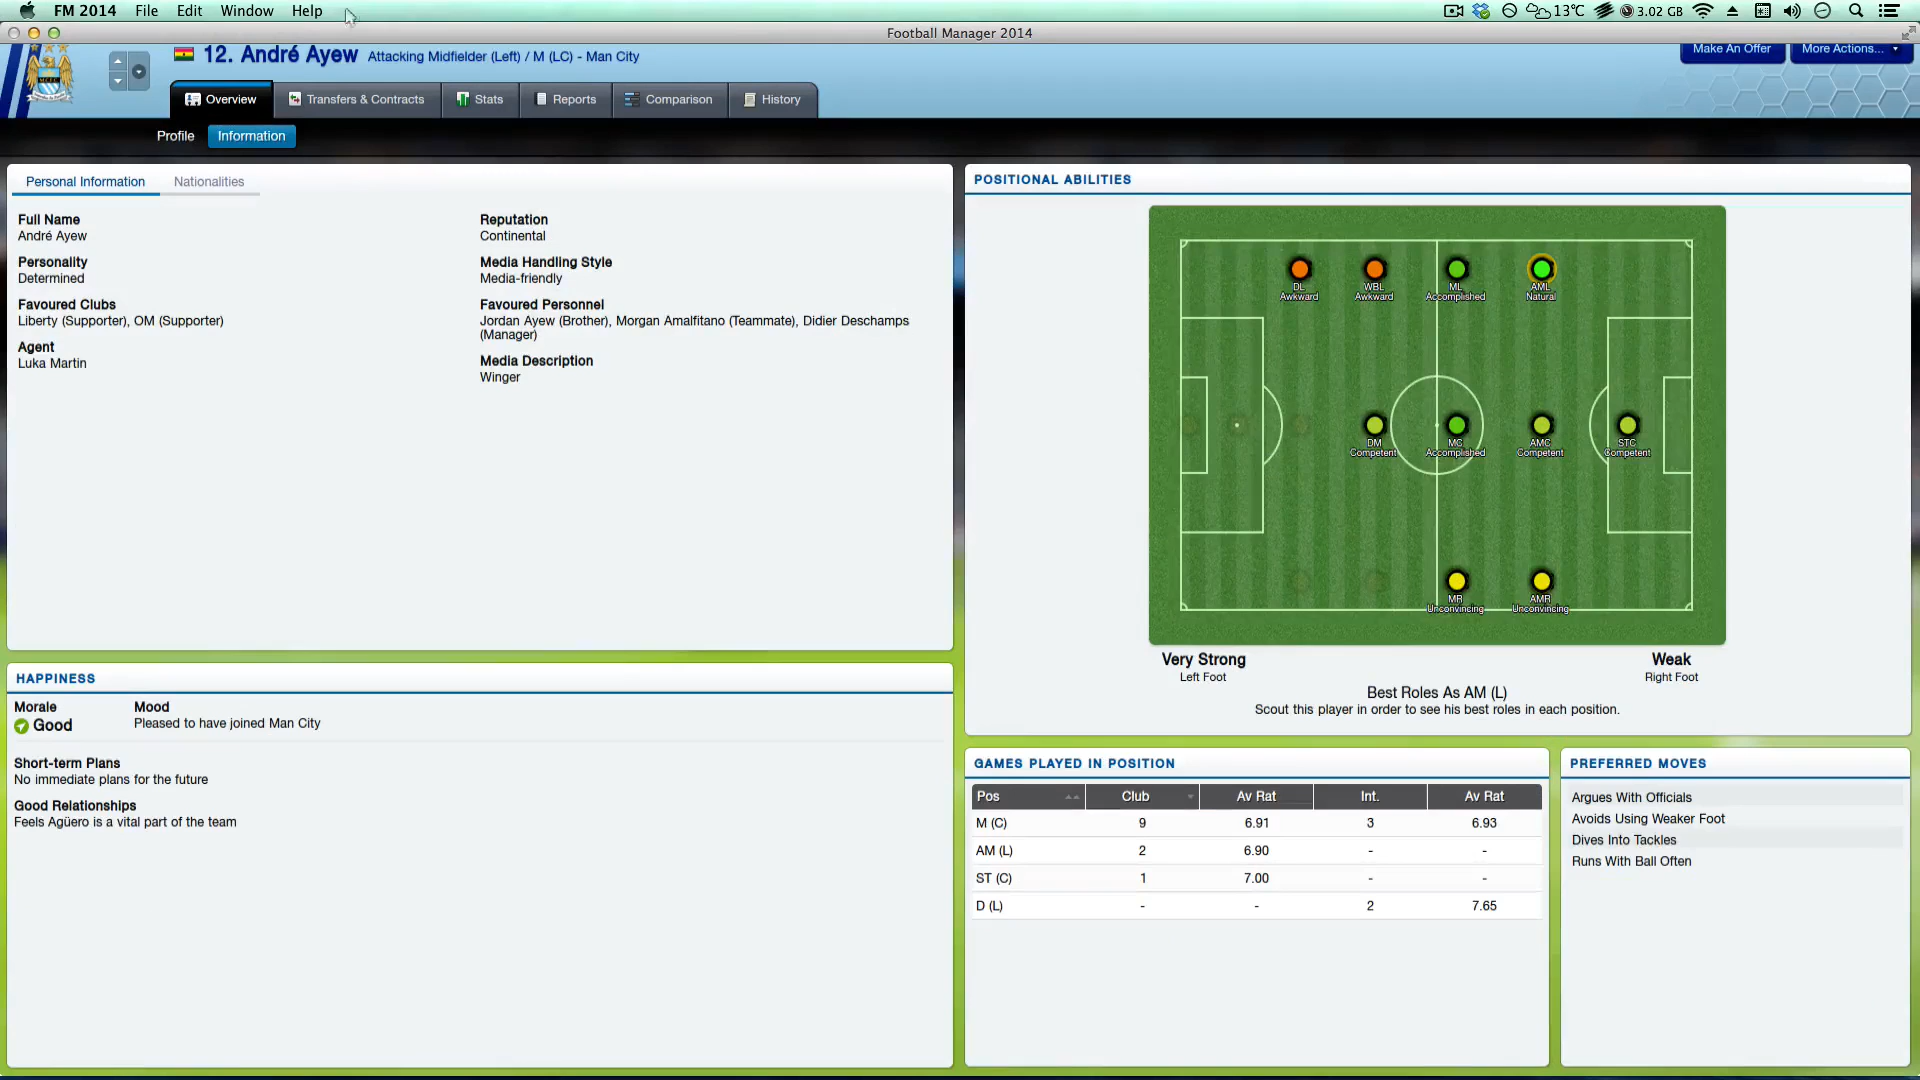 FM 2014 File Edit Window Help 13°C 3.02 GB
Football Manager 2014
12. André Ayew Attacking Midfielder (Left) / M (LC) - Man City Make An Offer More Actions...
Overview Transfers & Contracts Stats Reports Comparison History
Profile Information
Personal Information Nationalities
Full Name
André Ayew
Personality
Determined
Favoured Clubs
Liberty (Supporter), OM (Supporter)
Agent
Luka Martin
Reputation
Continental
Media Handling Style
Media-friendly
Favoured Personnel
Jordan Ayew (Brother), Morgan Amalfitano (Teammate), Didier Deschamps
(Manager)
Media Description
Winger
POSITIONAL ABILITIES
DL WBL ML AML
Awkward Awkward Accomplished Natural
DM MC AMC STC
Competent Accomplished Competent Competent
MR AMR
Unconvincing Unconvincing
Very Strong Weak
Left Foot Right Foot
Best Roles As AM (L)
Scout this player in order to see his best roles in each position.
HAPPINESS
Morale Mood
Good Pleased to have joined Man City
Short-term Plans
No immediate plans for the future
Good Relationships
Feels Agüero is a vital part of the team
GAMES PLAYED IN POSITION
Pos Club Av Rat Int. Av Rat
M (C) 9 6.91 3 6.93
AM (L) 2 6.90 - -
ST (C) 1 7.00 - -
D (L) - - 2 7.65
PREFERRED MOVES
Argues With Officials
Avoids Using Weaker Foot
Dives Into Tackles
Runs With Ball Often